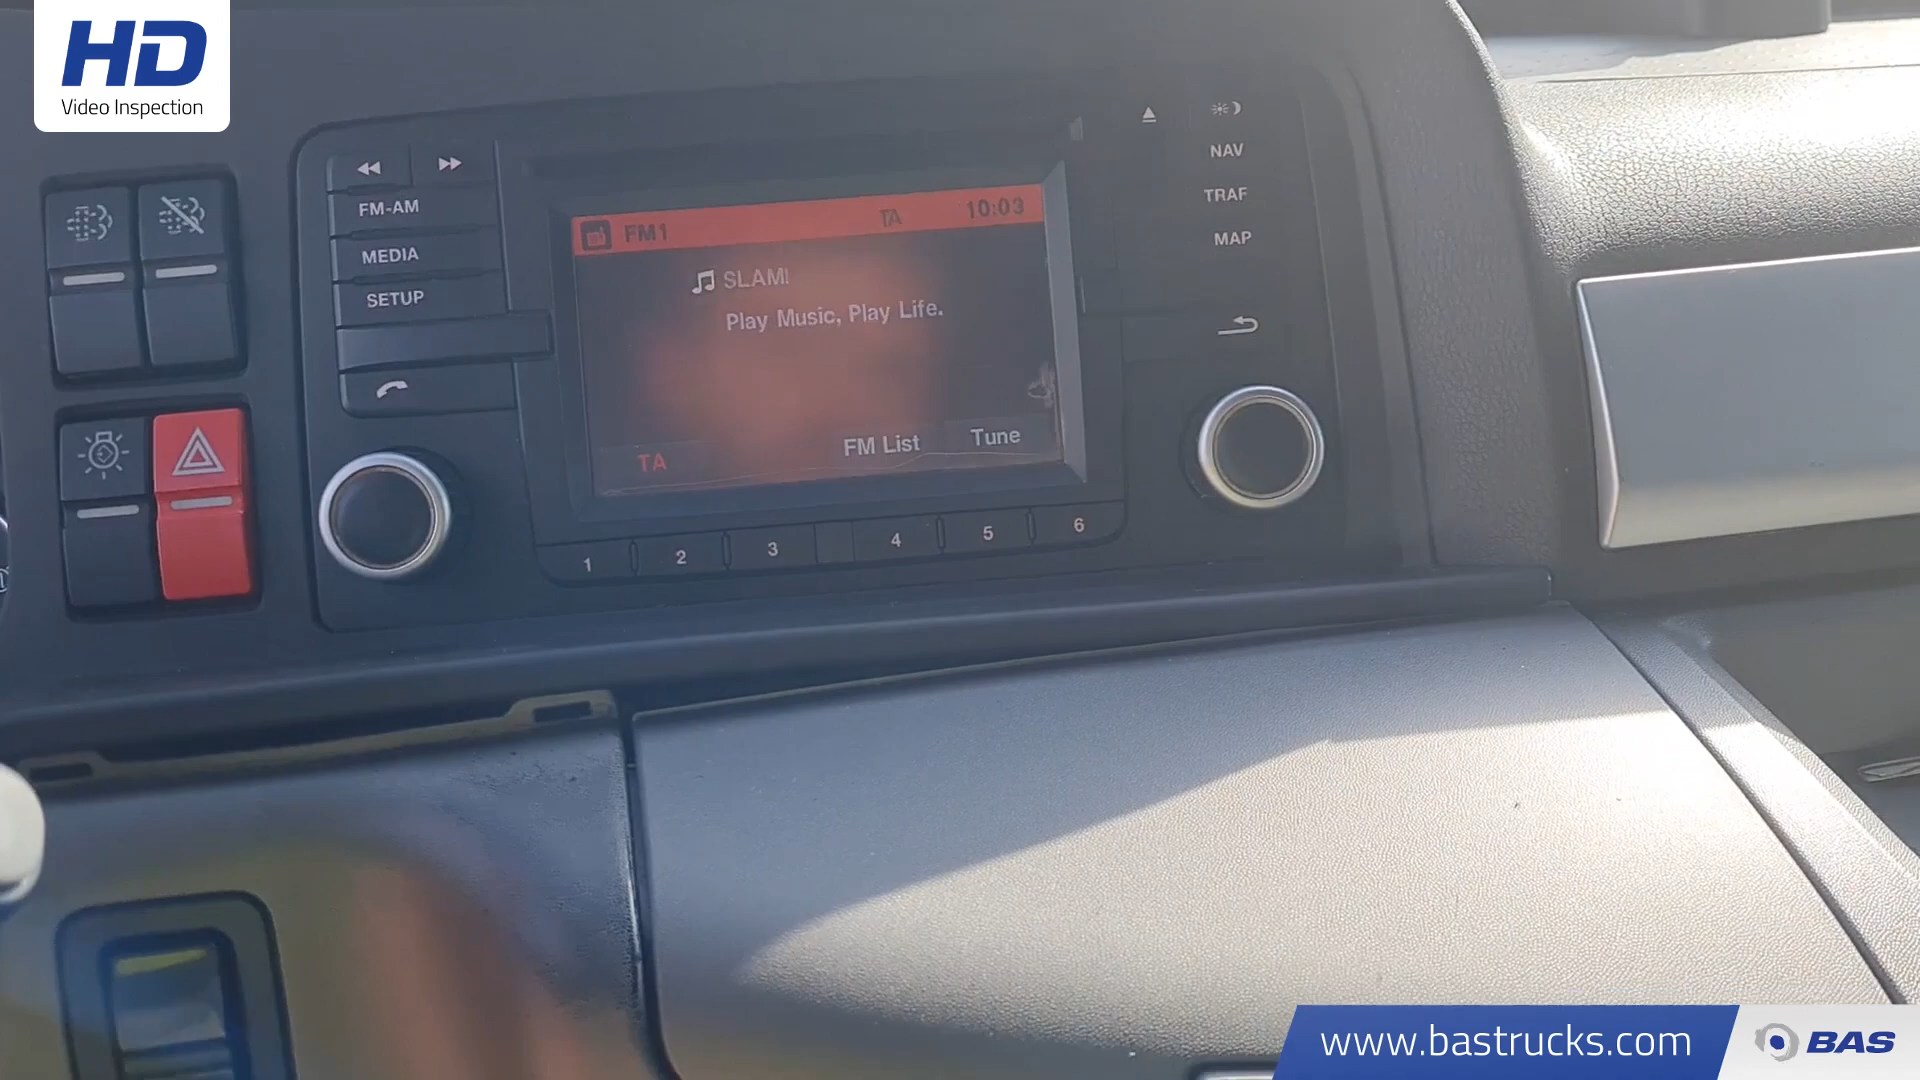 HD
Video Inspection
FM-AM
MEDIA
SETUP
FM1 TA 10:03
SLAM!
Play Music, Play Life.
TA FM List Tune
NAV
TRAF
MAP
1 2 3 4 5 6
www.bastrucks.com
BAS